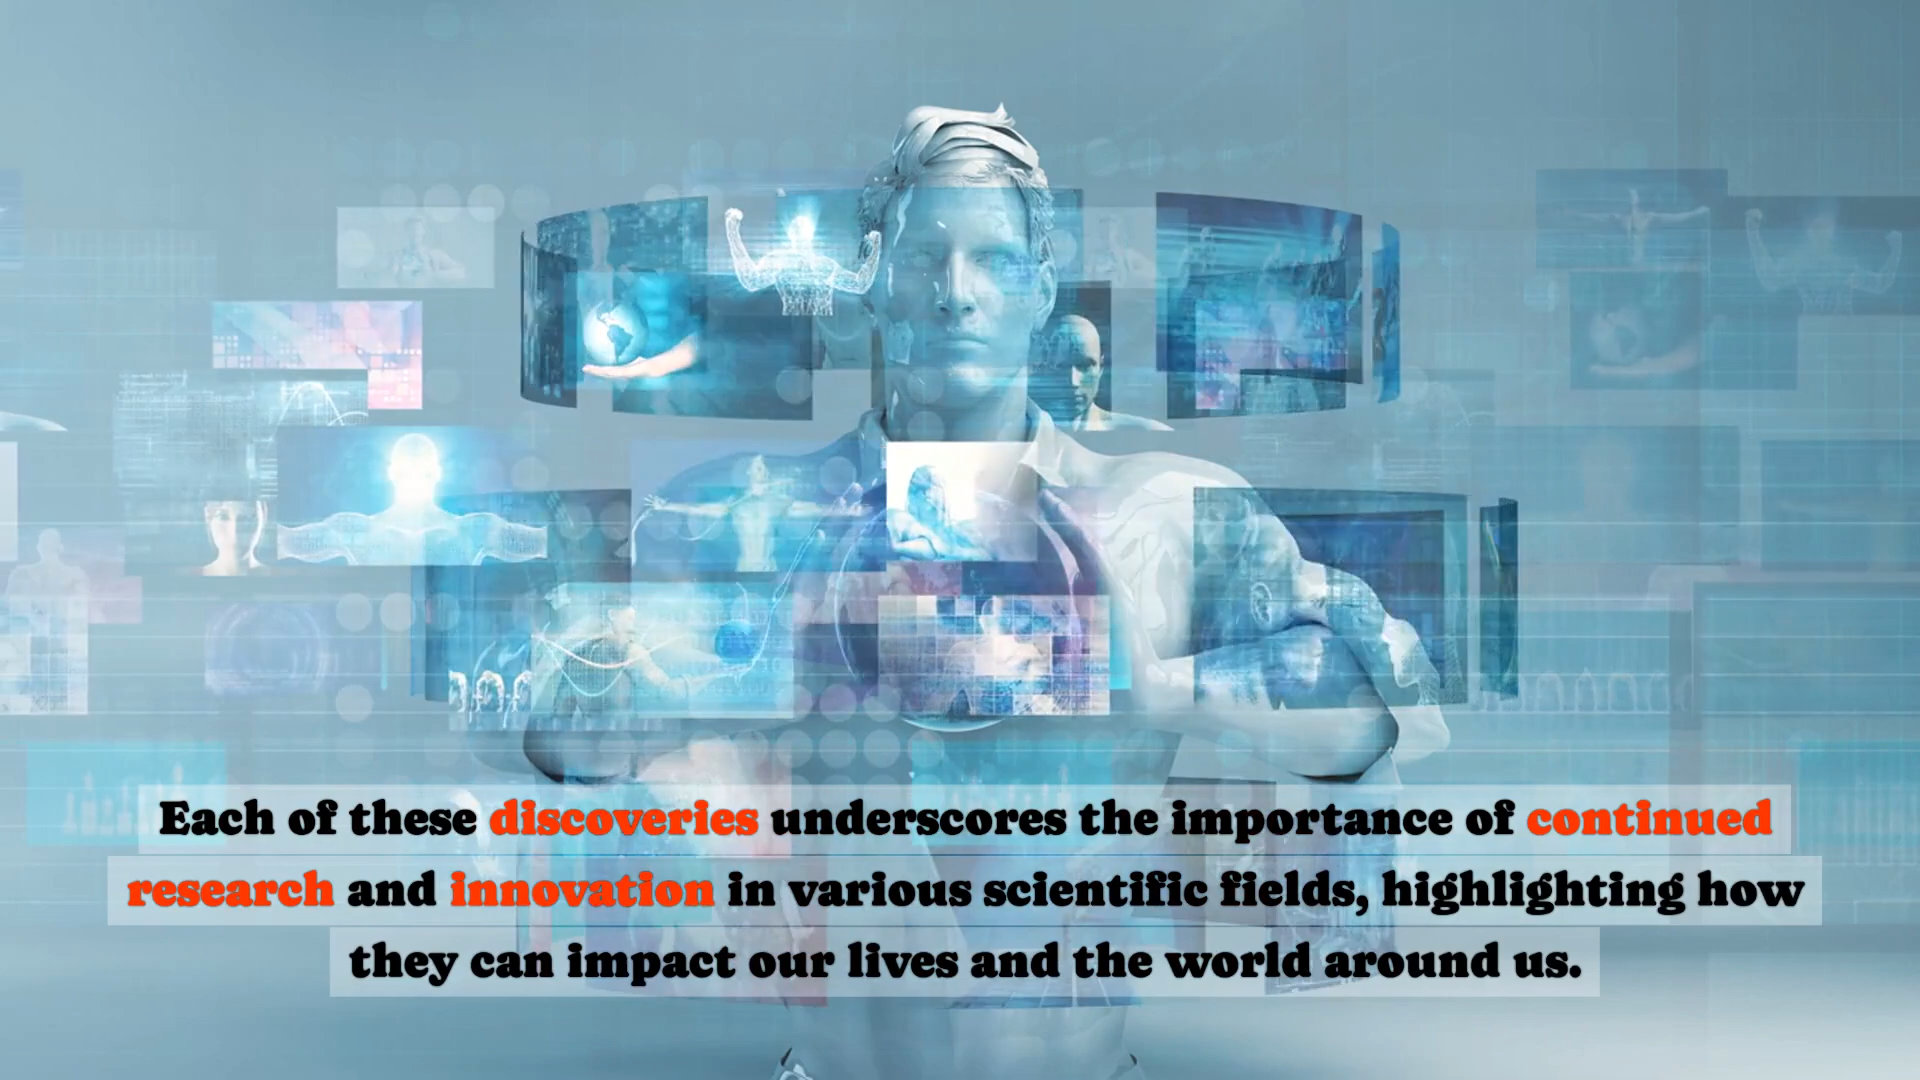 Each of these discoveries underscores the importance of continued
research and innovation in various scientific fields, highlighting how
they can impact our lives and the world around us.